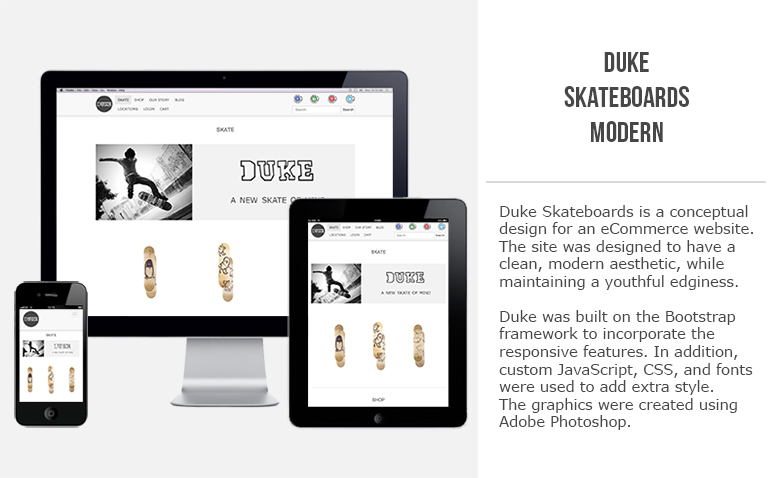 SKATE SHOP OUR STORY BLOG
LOCATIONS LOGIN CART
Search
Search
SKATE
DUKE
A NEW SKATE OF MIND
SKATE SHOP OUR STORY BLOG
LOCATIONS LOGIN CART
Search
Search
SKATE
DUKE
A NEW SKATE OF MIND
SHOP
SKATE
DUKE
SKATEBOARDS
MODERN
Duke Skateboards is a conceptual
design for an eCommerce website.
The site was designed to have a
clean, modern aesthetic, while
maintaining a youthful edginess.
Duke was built on the Bootstrap
framework to incorporate the
responsive features. In addition,
custom JavaScript, CSS, and fonts
were used to add extra style.
The graphics were created using
Adobe Photoshop.